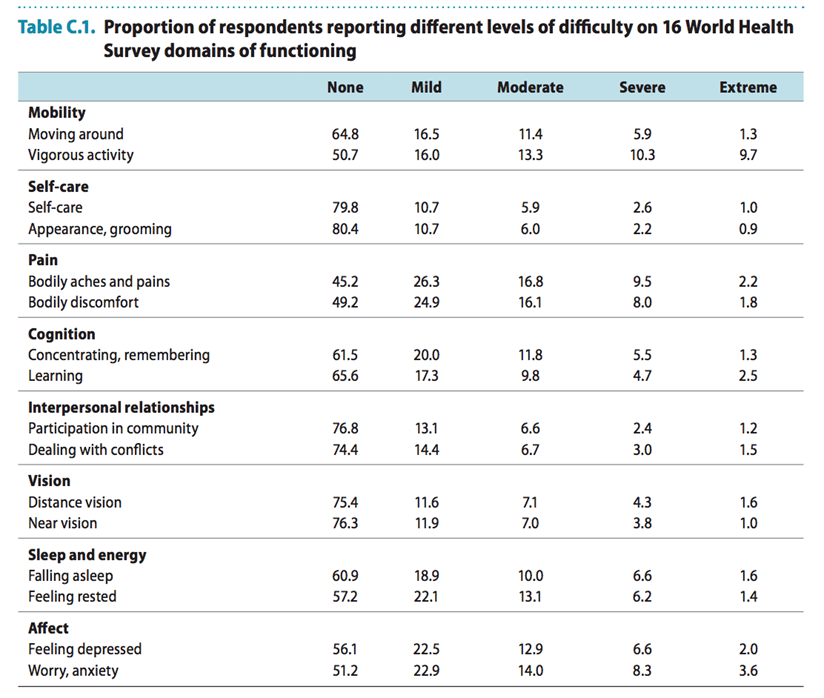 Table C.1. Proportion of respondents reporting different levels of difficulty on 16 World Health
Survey domains of functioning
None Mild Moderate Severe Extreme
Mobility
Moving around 64.8 16.5 11.4 5.9 1.3
Vigorous activity 50.7 16.0 13.3 10.3 9.7
Self-care
Self-care 79.8 10.7 5.9 2.6 1.0
Appearance, grooming 80.4 10.7 6.0 2.2 0.9
Pain
Bodily aches and pains 45.2 26.3 16.8 9.5 2.2
Bodily discomfort 49.2 24.9 16.1 8.0 1.8
Cognition
Concentrating, remembering 61.5 20.0 11.8 5.5 1.3
Learning 65.6 17.3 9.8 4.7 2.5
Interpersonal relationships
Participation in community 76.8 13.1 6.6 2.4 1.2
Dealing with conflicts 74.4 14.4 6.7 3.0 1.5
Vision
Distance vision 75.4 11.6 7.1 4.3 1.6
Near vision 76.3 11.9 7.0 3.8 1.0
Sleep and energy
Falling asleep 60.9 18.9 10.0 6.6 1.6
Feeling rested 57.2 22.1 13.1 6.2 1.4
Affect
Feeling depressed 56.1 22.5 12.9 6.6 2.0
Worry, anxiety 51.2 22.9 14.0 8.3 3.6